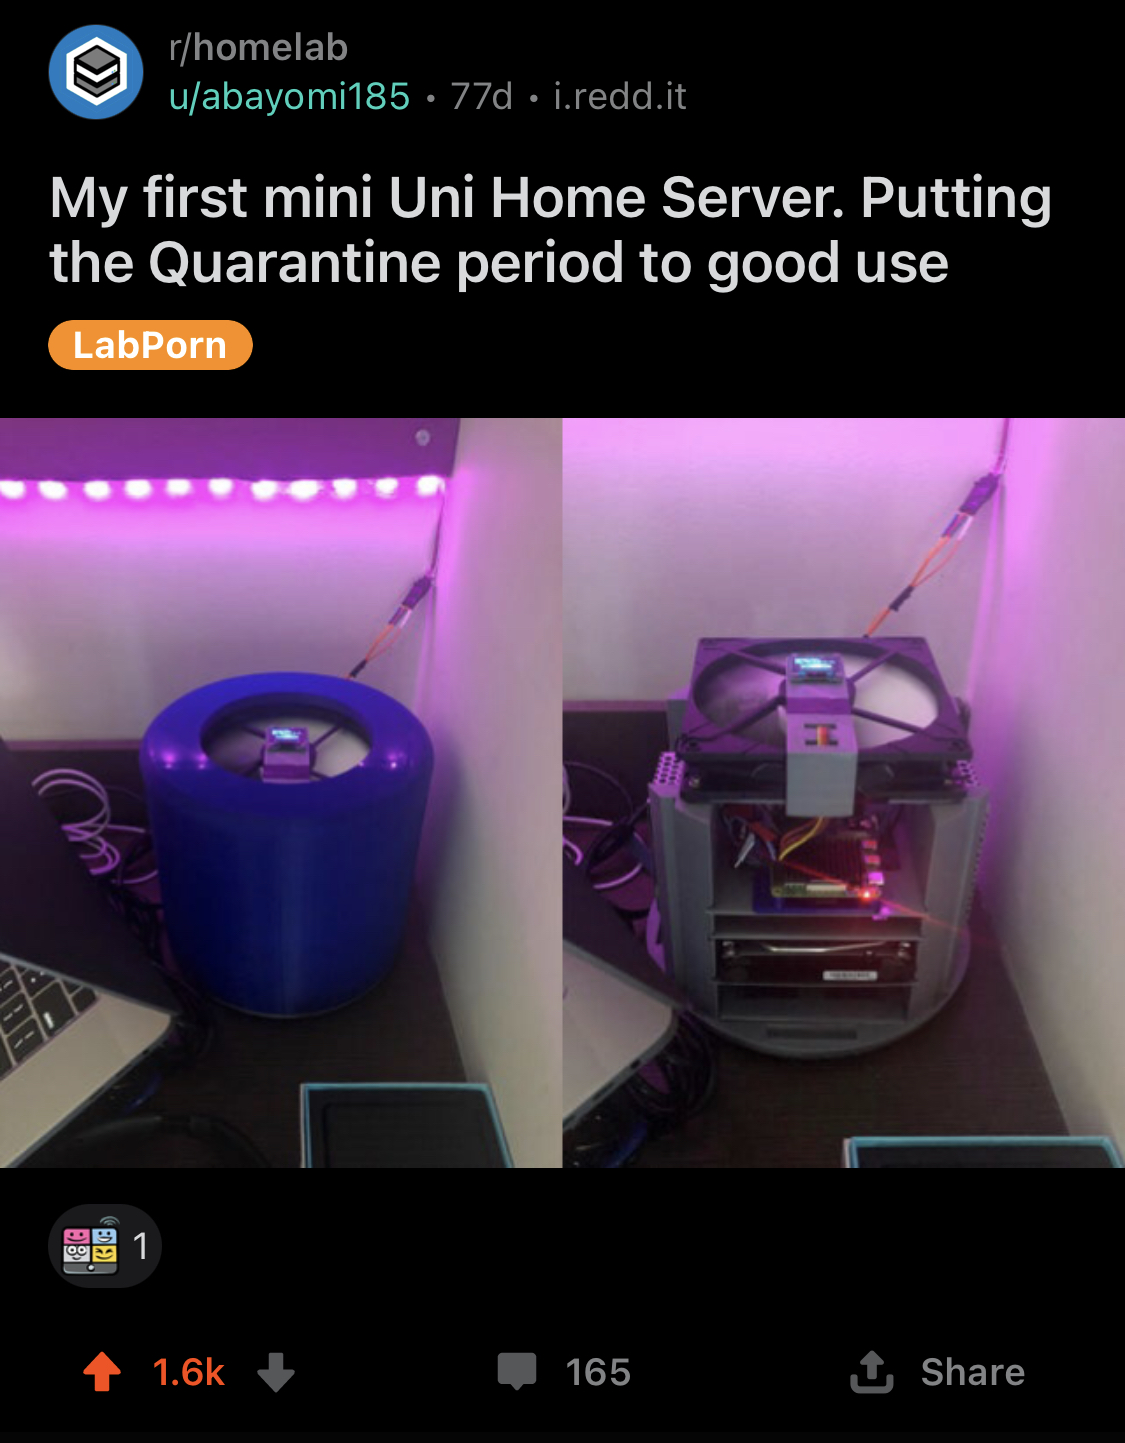 r/homelab
u/abayomi185 • 77d • i.redd.it
My first mini Uni Home Server. Putting
the Quarantine period to good use
LabPorn
1
1.6k
165
Share